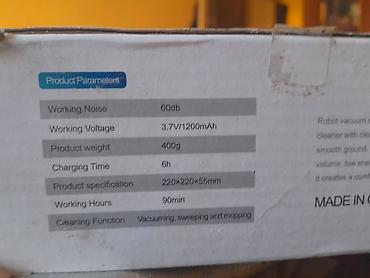 Product Parameters
Working Noise 60db
Working Voltage 3.7V/1200mAh
Product weight 400g
Charging Time 6h
Product specification 220×220×55mm
Working Hours 90min
Cleaning Function Vacuuming, sweeping and mopping
Robot vacuum
cleaner with
smooth ground
volume, low
It creates a
MADE IN